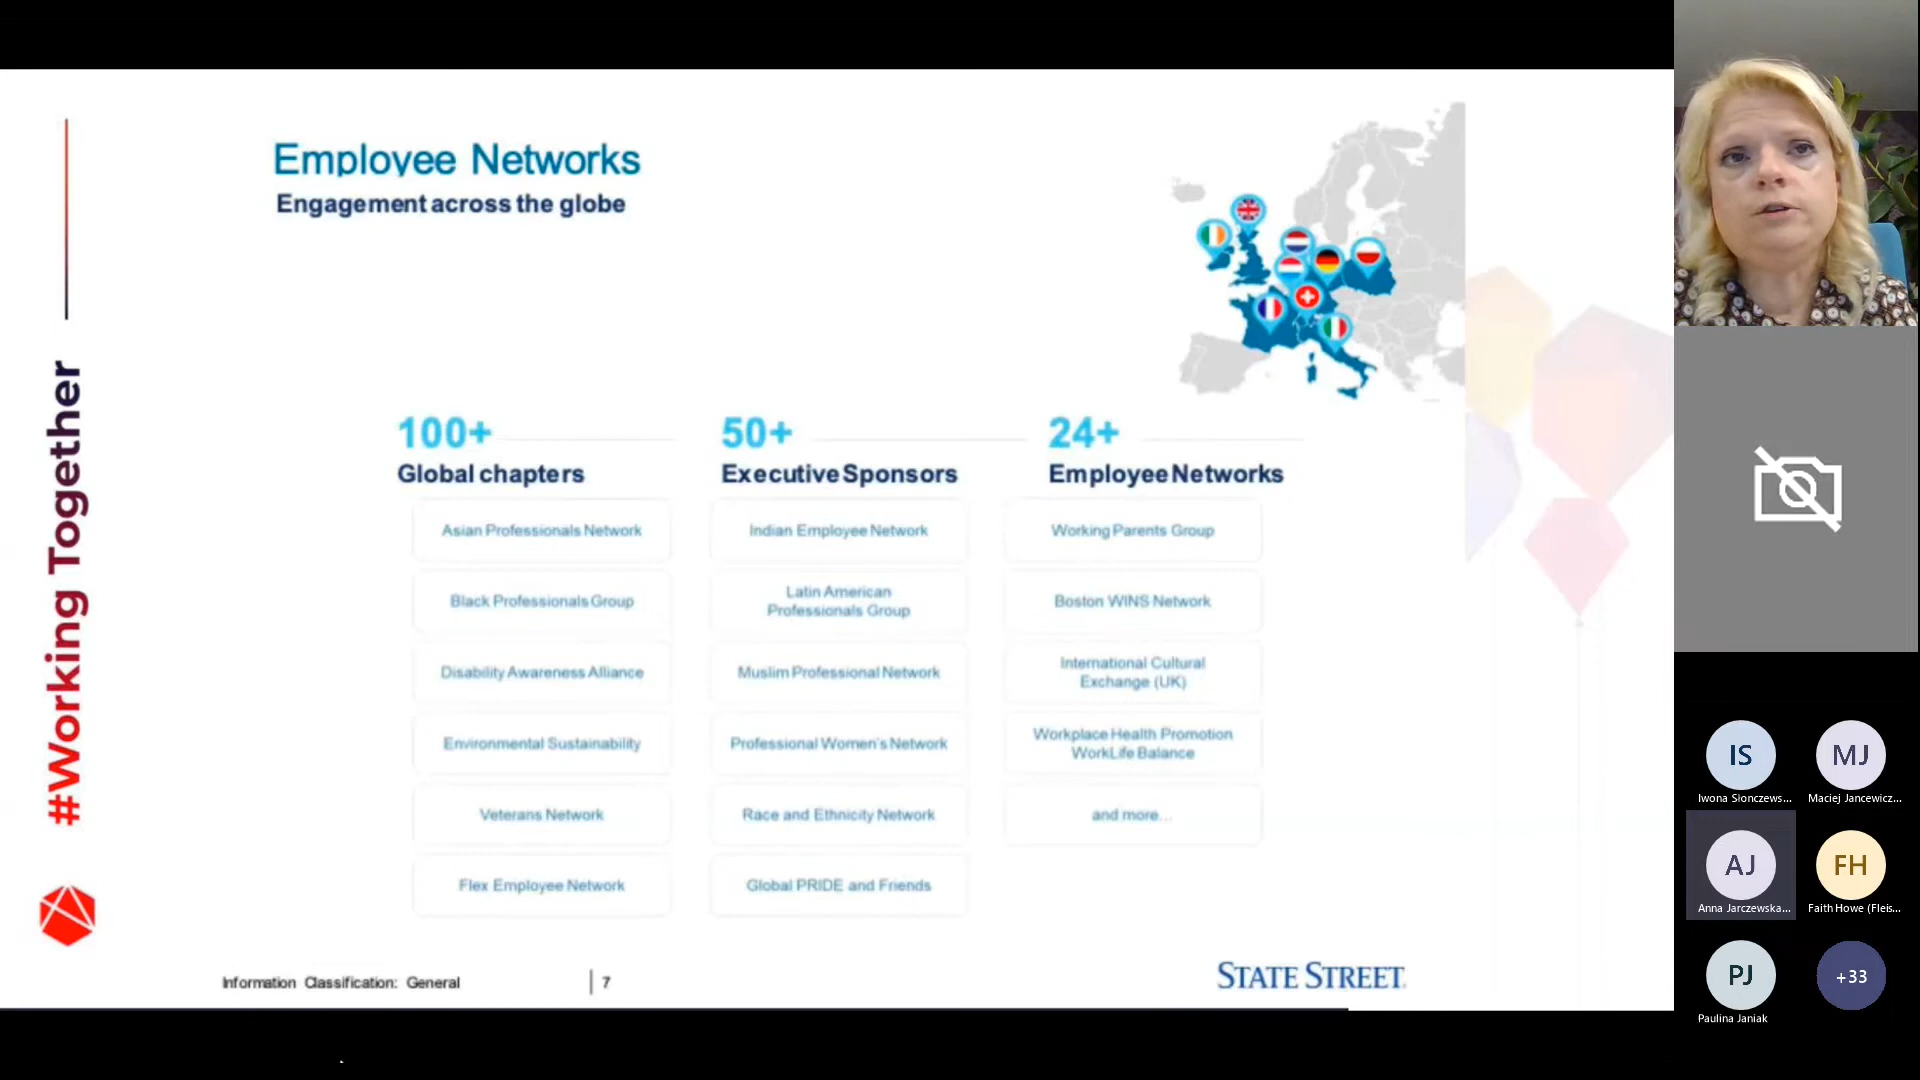 Employee Networks
Engagement across the globe
#Working Together
100+
Global chapters
Asian Professionals Network
Black Professionals Group
Disability Awareness Alliance
Environmental Sustainability
Veterans Network
Flex Employee Network
50+
Executive Sponsors
Indian Employee Network
Latin American
Professionals Group
Muslim Professional Network
Professional Women's Network
Race and Ethnicity Network
Global PRIDE and Friends
24+
Employee Networks
Working Parents Group
Boston WINS Network
International Cultural
Exchange (UK)
Workplace Health Promotion
WorkLife Balance
and more...
Information Classification: General
7
STATE STREET
IS
Iwona Słonczews...
MJ
Maciej Jancewicz...
AJ
Anna Jarczewska...
FH
Faith Howe (Fleis...
PJ
Paulina Janiak
+33